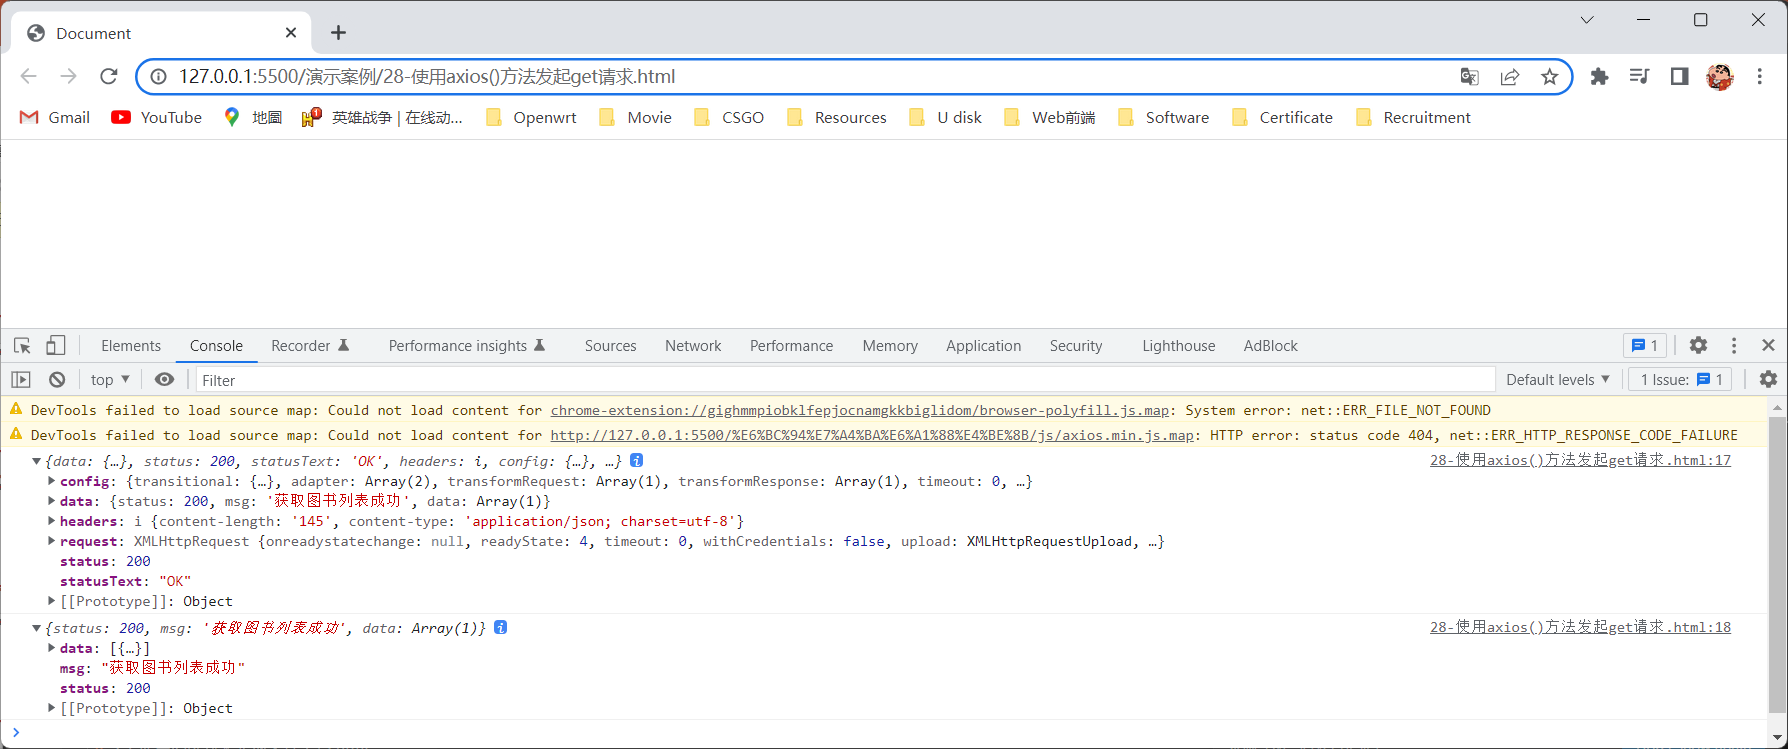 Document
127.0.0.1:5500/演示案例/28-使用axios()方法发起get请求.html
Gmail YouTube 地圖 英雄战争 | 在线动... Openwrt Movie CSGO Resources U disk Web前端 Software Certificate Recruitment
Elements Console Recorder Performance insights Sources Network Performance Memory Application Security Lighthouse AdBlock 1
top Filter Default levels 1 Issue: 1
DevTools failed to load source map: Could not load content for chrome-extension://gighmmpiobklfepjocnamgkkbiglidom/browser-polyfill.js.map: System error: net::ERR_FILE_NOT_FOUND
DevTools failed to load source map: Could not load content for http://127.0.0.1:5500/%E6%BC%94%E7%A4%BA%E6%A1%88%E4%BE%8B/js/axios.min.js.map: HTTP error: status code 404, net::ERR_HTTP_RESPONSE_CODE_FAILURE
{data: {…}, status: 200, statusText: 'OK', headers: i, config: {…}, …} 28-使用axios()方法发起get请求.html:17
config: {transitional: {…}, adapter: Array(2), transformRequest: Array(1), transformResponse: Array(1), timeout: 0, …}
data: {status: 200, msg: '获取图书列表成功', data: Array(1)}
headers: i {content-length: '145', content-type: 'application/json; charset=utf-8'}
request: XMLHttpRequest {onreadystatechange: null, readyState: 4, timeout: 0, withCredentials: false, upload: XMLHttpRequestUpload, …}
status: 200
statusText: "OK"
[[Prototype]]: Object
{status: 200, msg: '获取图书列表成功', data: Array(1)} 28-使用axios()方法发起get请求.html:18
data: [{…}]
msg: "获取图书列表成功"
status: 200
[[Prototype]]: Object